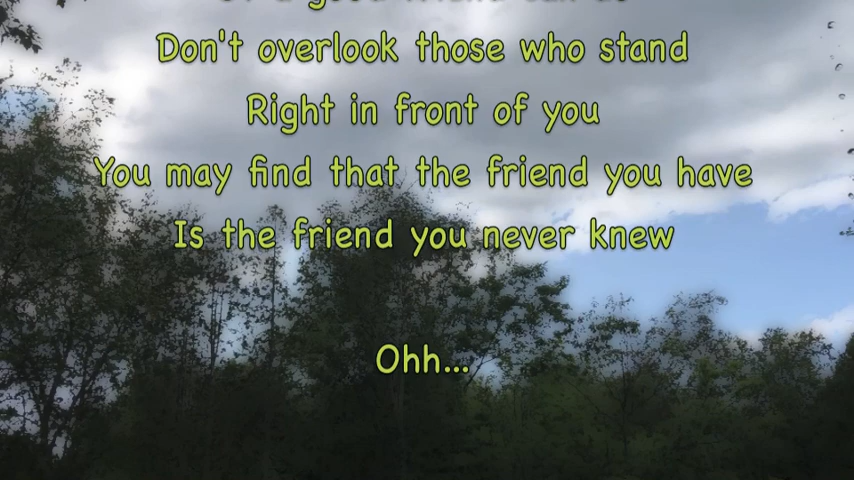 Don't overlook those who stand
Right in front of you
You may find that the friend you have
Is the friend you never knew
Ohh...